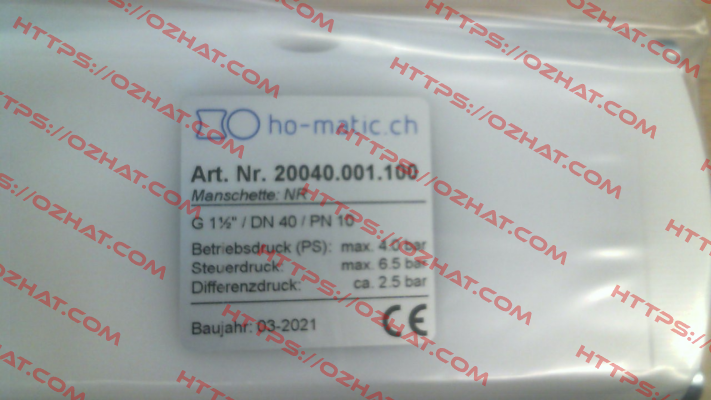 ho-matic.ch
Art. Nr. 20040.001.100
Manschette: NR
G 1½" / DN 40 / PN 10
Betriebsdruck (PS): max. 4.0 bar
Steuerdruck: max. 6.5 bar
Differenzdruck: ca. 2.5 bar
Baujahr: 03-2021 CE
HTTPS://OZHAT.COM